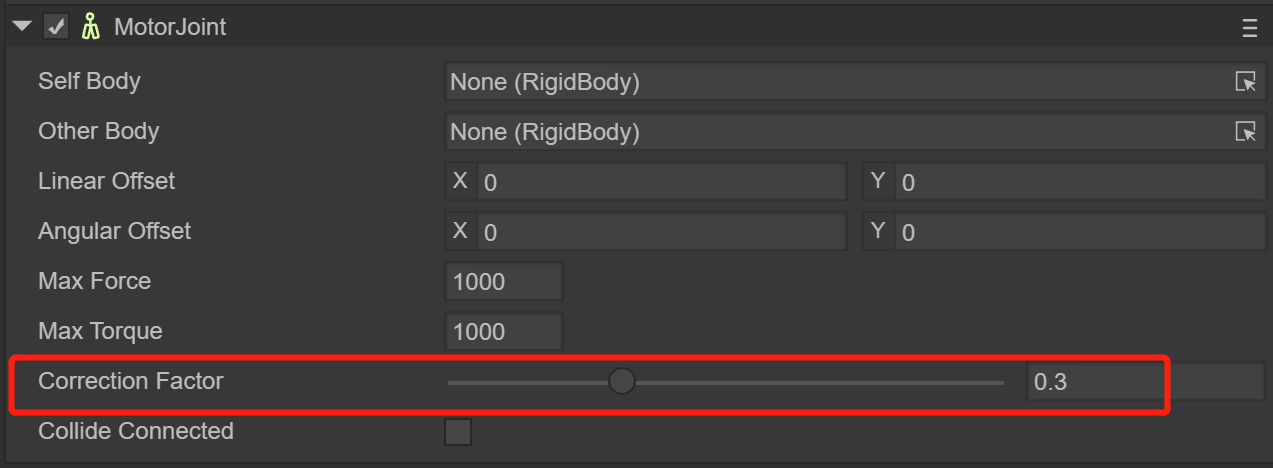 MotorJoint
Self Body None (RigidBody)
Other Body None (RigidBody)
Linear Offset X 0 Y 0
Angular Offset X 0 Y 0
Max Force 1000
Max Torque 1000
Correction Factor 0.3
Collide Connected